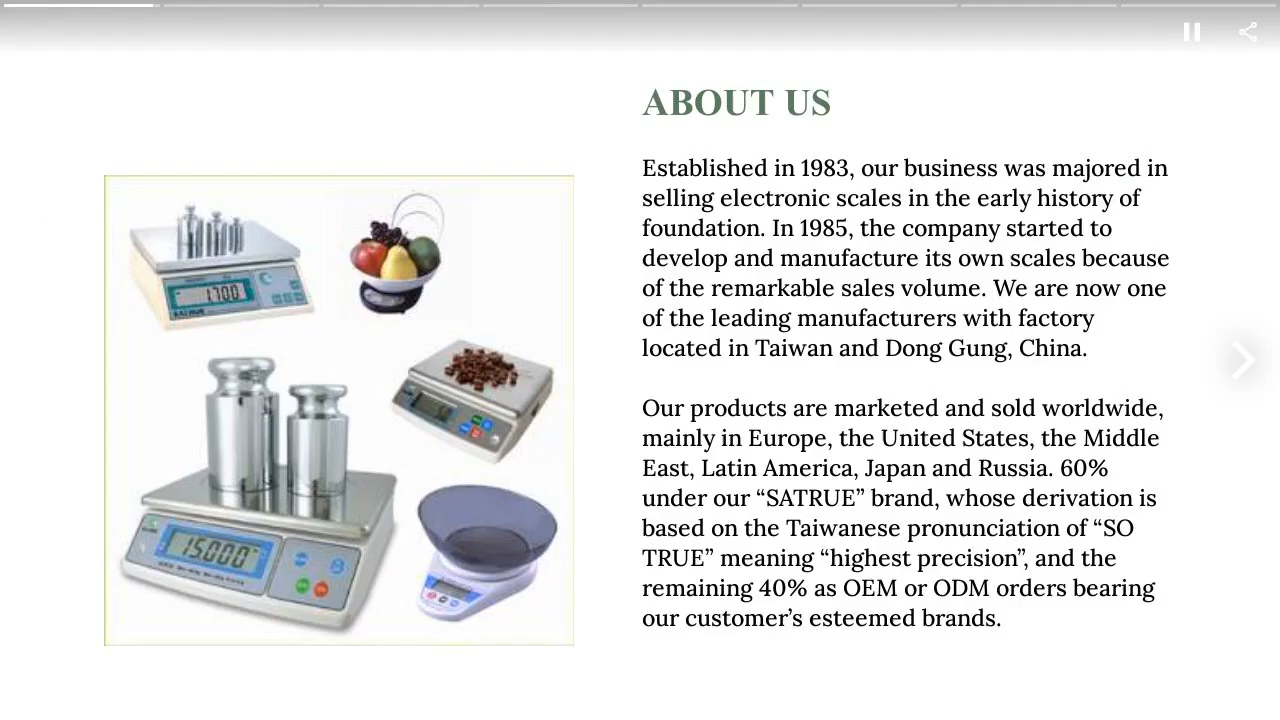 ABOUT US
Established in 1983, our business was majored in
selling electronic scales in the early history of
foundation. In 1985, the company started to
develop and manufacture its own scales because
of the remarkable sales volume. We are now one
of the leading manufacturers with factory
located in Taiwan and Dong Gung, China.
Our products are marketed and sold worldwide,
mainly in Europe, the United States, the Middle
East, Latin America, Japan and Russia. 60%
under our “SATRUE” brand, whose derivation is
based on the Taiwanese pronunciation of “SO
TRUE” meaning “highest precision”, and the
remaining 40% as OEM or ODM orders bearing
our customer’s esteemed brands.
1700
SATRUE
15000